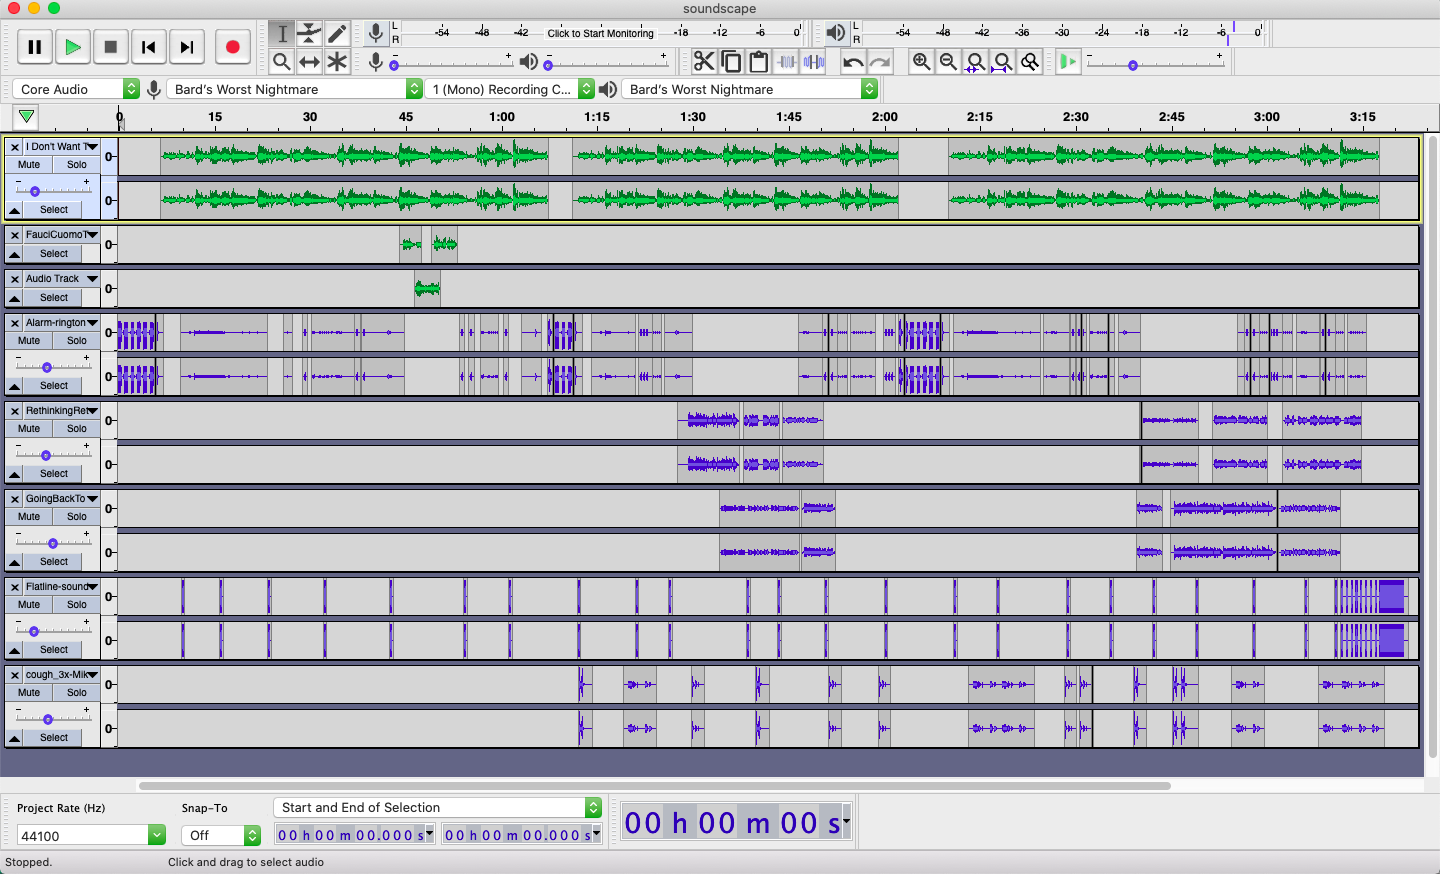 soundscape
L
R
-54 -48 -42 Click to Start Monitoring -18 -12 -6 0
L
R
-54 -48 -42 -36 -30 -24 -18 -12 -6 0
- +
- +
- +
Core Audio
Bard's Worst Nightmare
1 (Mono) Recording C...
Bard's Worst Nightmare
0 15 30 45 1:00 1:15 1:30 1:45 2:00 2:15 2:30 2:45 3:00 3:15
I Don't Want T
Mute Solo
- +
Select
0
0
FauciCuomoT
Select
0
Audio Track
Select
0
Alarm-rington
Mute Solo
- +
Select
0
0
RethinkingRet
Mute Solo
- +
Select
0
0
GoingBackTo
Mute Solo
- +
Select
0
0
Flatline-sound
Mute Solo
- +
Select
0
0
cough_3x-Mik
Mute Solo
- +
Select
0
0
Project Rate (Hz)
Snap-To
Start and End of Selection
44100
Off
00 h 00 m 00.000 s
00 h 00 m 00.000 s
00 h 00 m 00 s
Stopped.
Click and drag to select audio